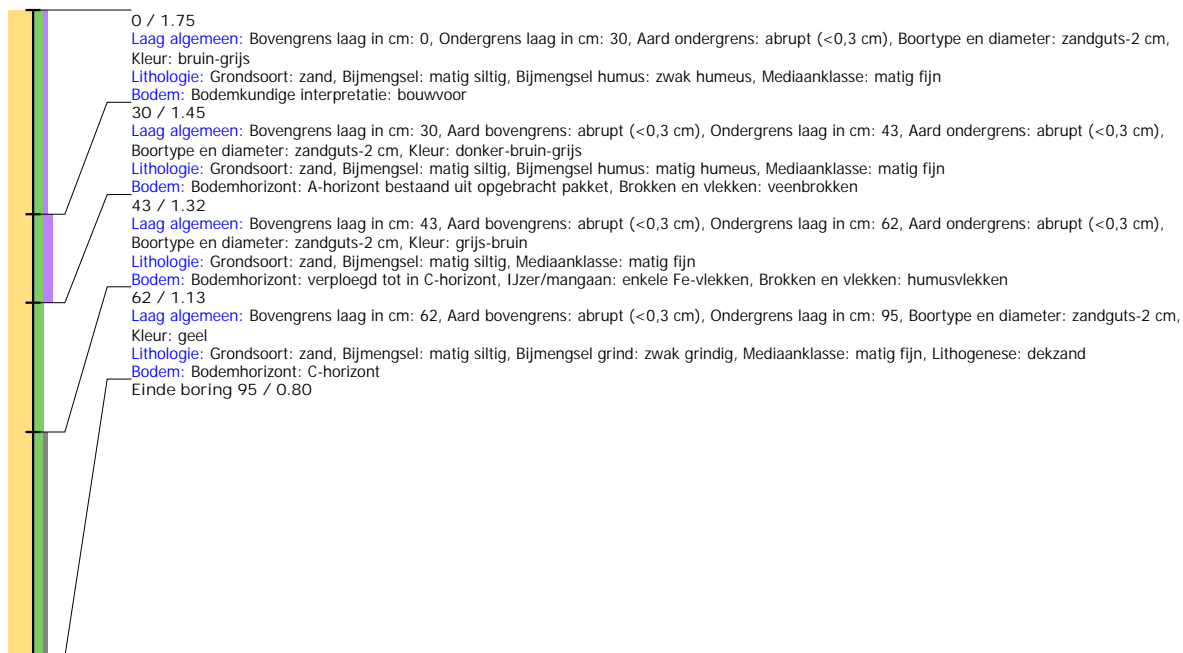 0 / 1.75
Laag algemeen: Bovengrens laag in cm: 0, Ondergrens laag in cm: 30, Aard ondergrens: abrupt (<0,3 cm), Boortype en diameter: zandguts-2 cm,
Kleur: bruin-grijs
Lithologie: Grondsoort: zand, Bijmengsel: matig siltig, Bijmengsel humus: zwak humeus, Mediaanklasse: matig fijn
Bodem: Bodemkundige interpretatie: bouwvoor
30 / 1.45
Laag algemeen: Bovengrens laag in cm: 30, Aard bovengrens: abrupt (<0,3 cm), Ondergrens laag in cm: 43, Aard ondergrens: abrupt (<0,3 cm),
Boortype en diameter: zandguts-2 cm, Kleur: donker-bruin-grijs
Lithologie: Grondsoort: zand, Bijmengsel: matig siltig, Bijmengsel humus: matig humeus, Mediaanklasse: matig fijn
Bodem: Bodemhorizont: A-horizont bestaand uit opgebracht pakket, Brokken en vlekken: veenbrokken
43 / 1.32
Laag algemeen: Bovengrens laag in cm: 43, Aard bovengrens: abrupt (<0,3 cm), Ondergrens laag in cm: 62, Aard ondergrens: abrupt (<0,3 cm),
Boortype en diameter: zandguts-2 cm, Kleur: grijs-bruin
Lithologie: Grondsoort: zand, Bijmengsel: matig siltig, Mediaanklasse: matig fijn
Bodem: Bodemhorizont: verploegd tot in C-horizont, IJzer/mangaan: enkele Fe-vlekken, Brokken en vlekken: humusvlekken
62 / 1.13
Laag algemeen: Bovengrens laag in cm: 62, Aard bovengrens: abrupt (<0,3 cm), Ondergrens laag in cm: 95, Boortype en diameter: zandguts-2 cm,
Kleur: geel
Lithologie: Grondsoort: zand, Bijmengsel: matig siltig, Bijmengsel grind: zwak grindig, Mediaanklasse: matig fijn, Lithogenese: dekzand
Bodem: Bodemhorizont: C-horizont
Einde boring 95 / 0.80